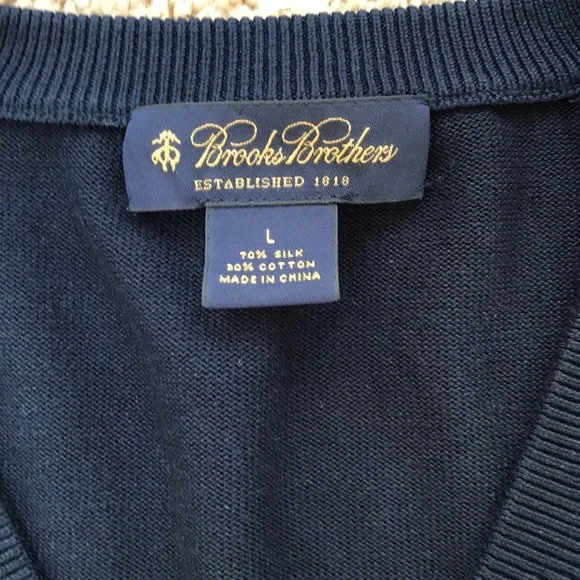 Brooks Brothers
ESTABLISHED 1818
L
70% SILK
30% COTTON
MADE IN CHINA